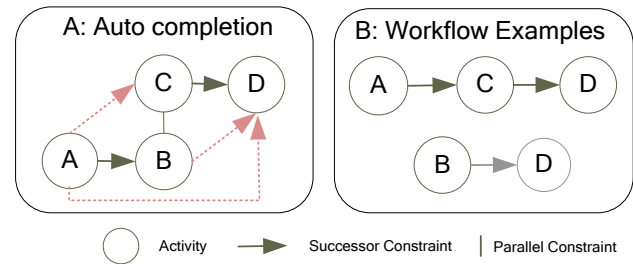 A: Auto completion
C
D
A
B
B: Workflow Examples
A
C
D
B
D
Activity
Successor Constraint
Parallel Constraint